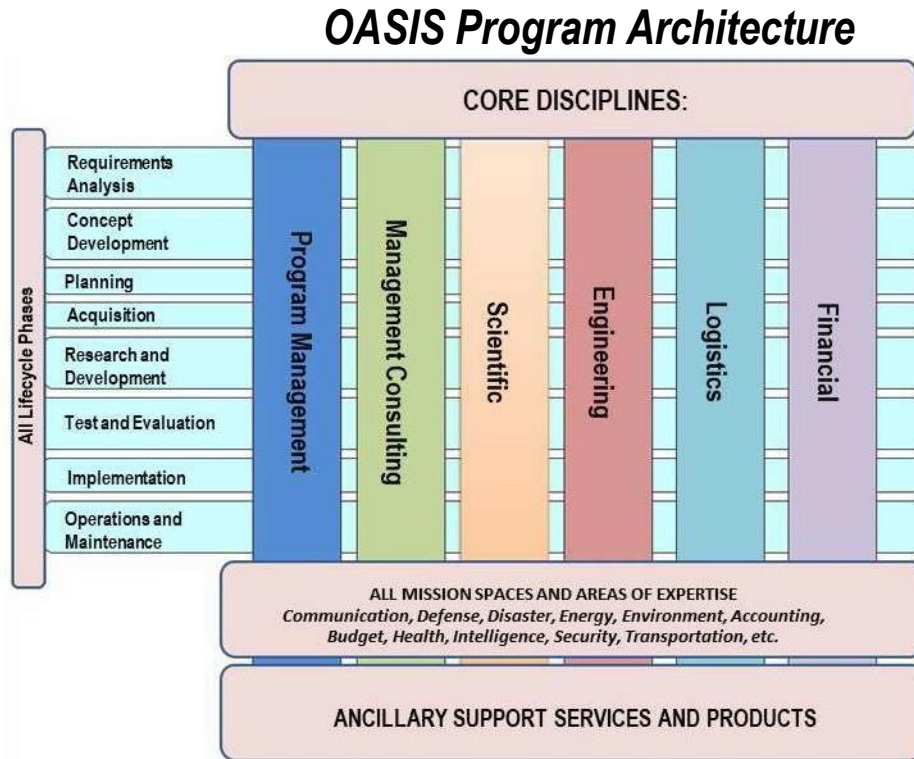 OASIS Program Architecture
CORE DISCIPLINES:
All Lifecycle Phases
Requirements
Analysis
Concept
Development
Planning
Acquisition
Research and
Development
Test and Evaluation
Implementation
Operations and
Maintenance
Program Management
Management Consulting
Scientific
Engineering
Logistics
Financial
ALL MISSION SPACES AND AREAS OF EXPERTISE
Communication, Defense, Disaster, Energy, Environment, Accounting,
Budget, Health, Intelligence, Security, Transportation, etc.
ANCILLARY SUPPORT SERVICES AND PRODUCTS